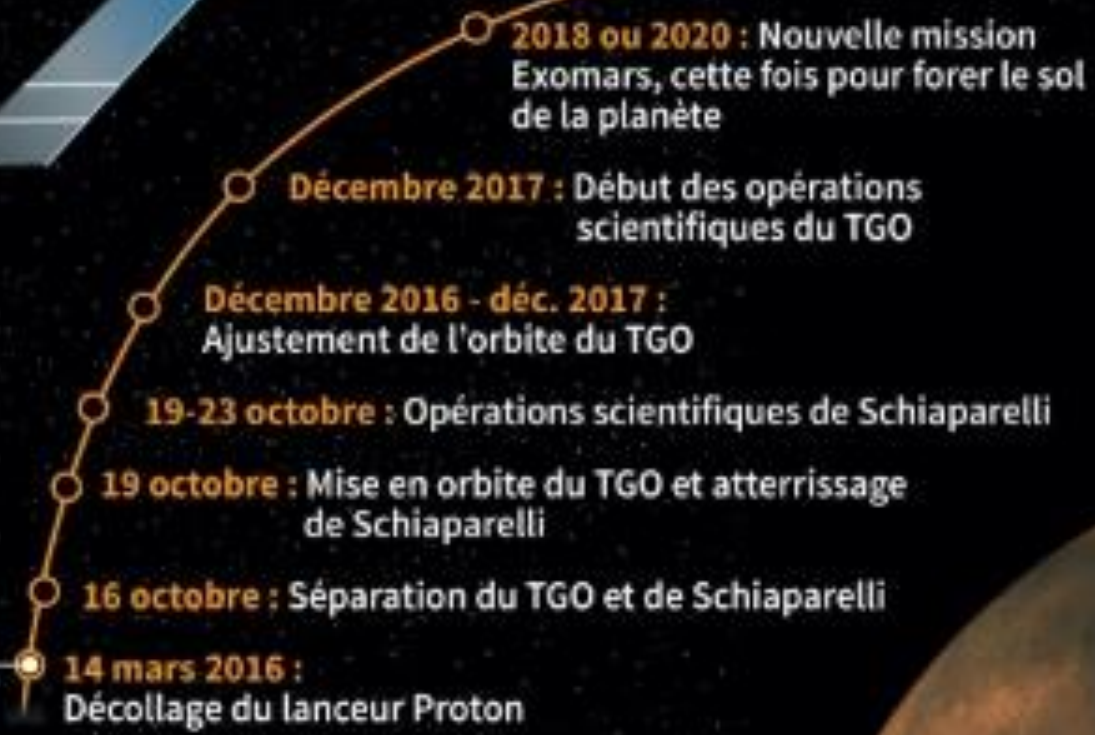 2018 ou 2020 : Nouvelle mission
Exomars, cette fois pour forer le sol
de la planète
Décembre 2017 : Début des opérations
scientifiques du TGO
Décembre 2016 - déc. 2017 :
Ajustement de l'orbite du TGO
19-23 octobre : Opérations scientifiques de Schiaparelli
19 octobre : Mise en orbite du TGO et atterrissage
de Schiaparelli
16 octobre : Séparation du TGO et de Schiaparelli
14 mars 2016 :
Décollage du lanceur Proton